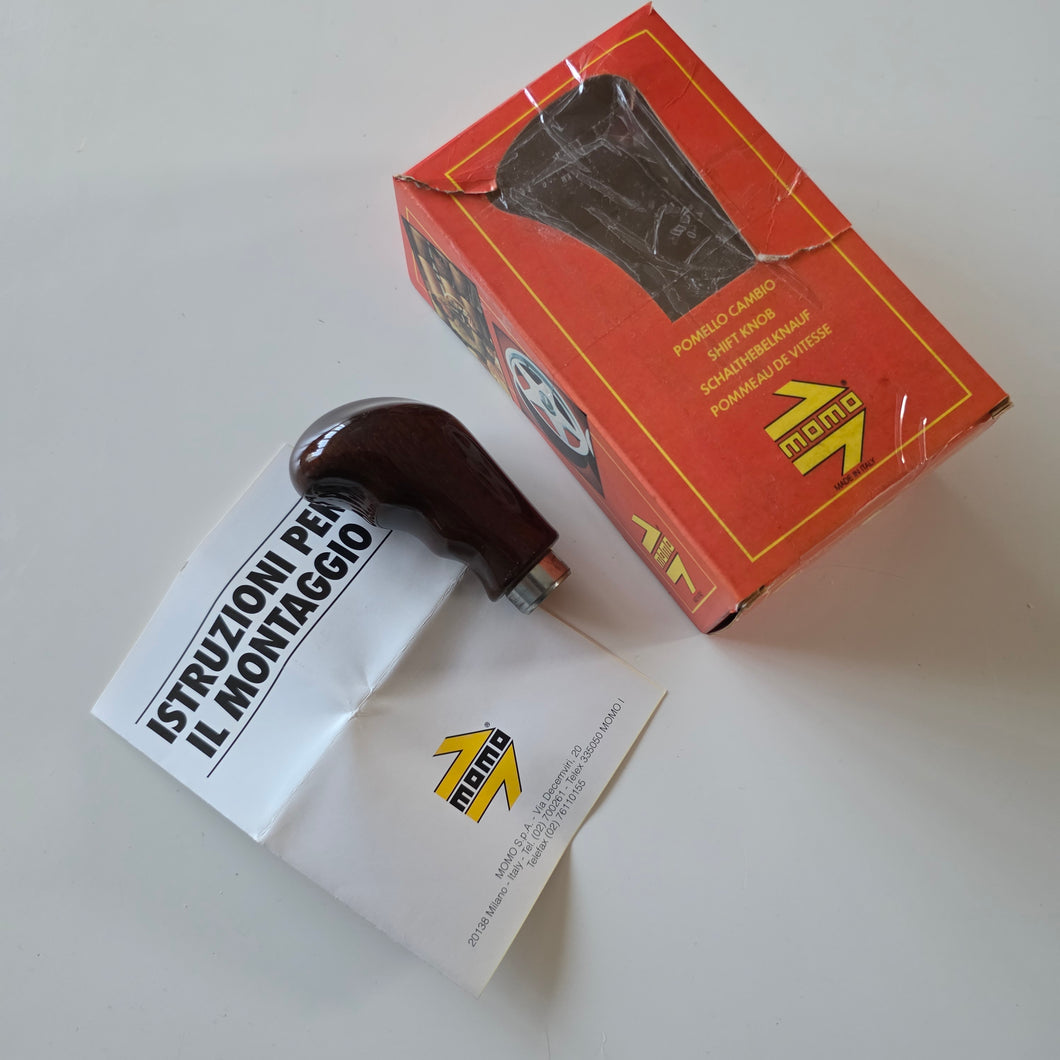 POMELLO CAMBIO
SHIFT KNOB
SCHALTHEBELKNAUF
POMMEAU DE VITESSE
momo®
MADE IN ITALY
momo
ISTRUZIONI PER
IL MONTAGGIO
momo®
MOMO S.p.A. - Via Decemviri, 20
20138 Milano - Italy - Tel. (02) 700261 - Telex 335050 MOMO I
Telefax (02) 76110155